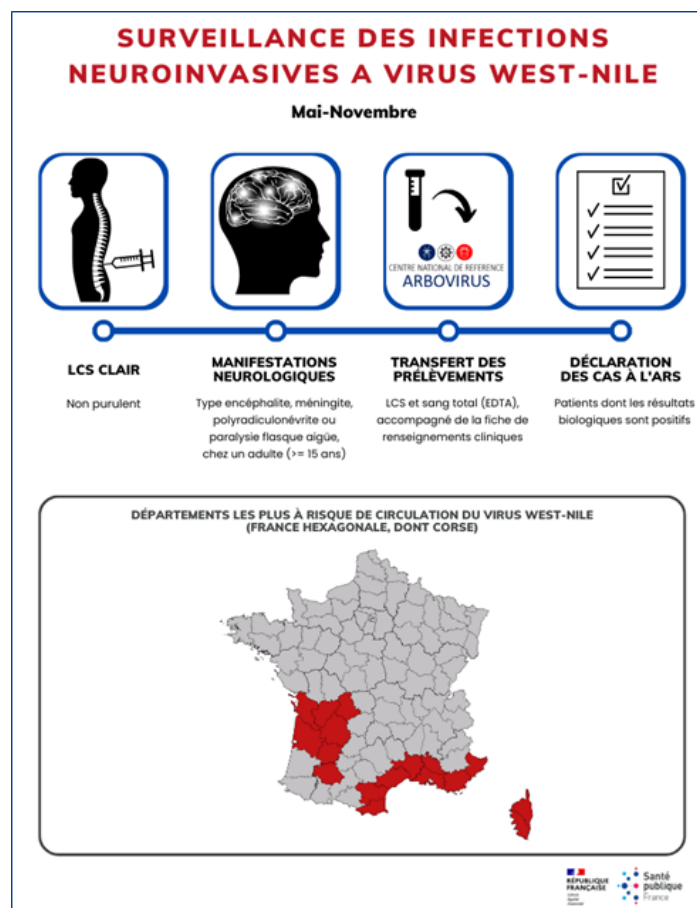 SURVEILLANCE DES INFECTIONS
NEUROINVASIVES A VIRUS WEST-NILE
Mai-Novembre
CENTRE NATIONAL DE REFERENCE
ARBOVIRUS
LCS CLAIR
Non purulent
MANIFESTATIONS
NEUROLOGIQUES
Type encéphalite, méningite,
polyradiculonévrite ou
paralysie flasque aigüe,
chez un adulte (>= 15 ans)
TRANSFERT DES
PRÉLÈVEMENTS
LCS et sang total (EDTA),
accompagné de la fiche de
renseignements cliniques
DÉCLARATION
DES CAS À L'ARS
Patients dont les résultats
biologiques sont positifs
DÉPARTEMENTS LES PLUS À RISQUE DE CIRCULATION DU VIRUS WEST-NILE
(FRANCE HEXAGONALE, DONT CORSE)
RÉPUBLIQUE
FRANÇAISE
Santé
publique
France